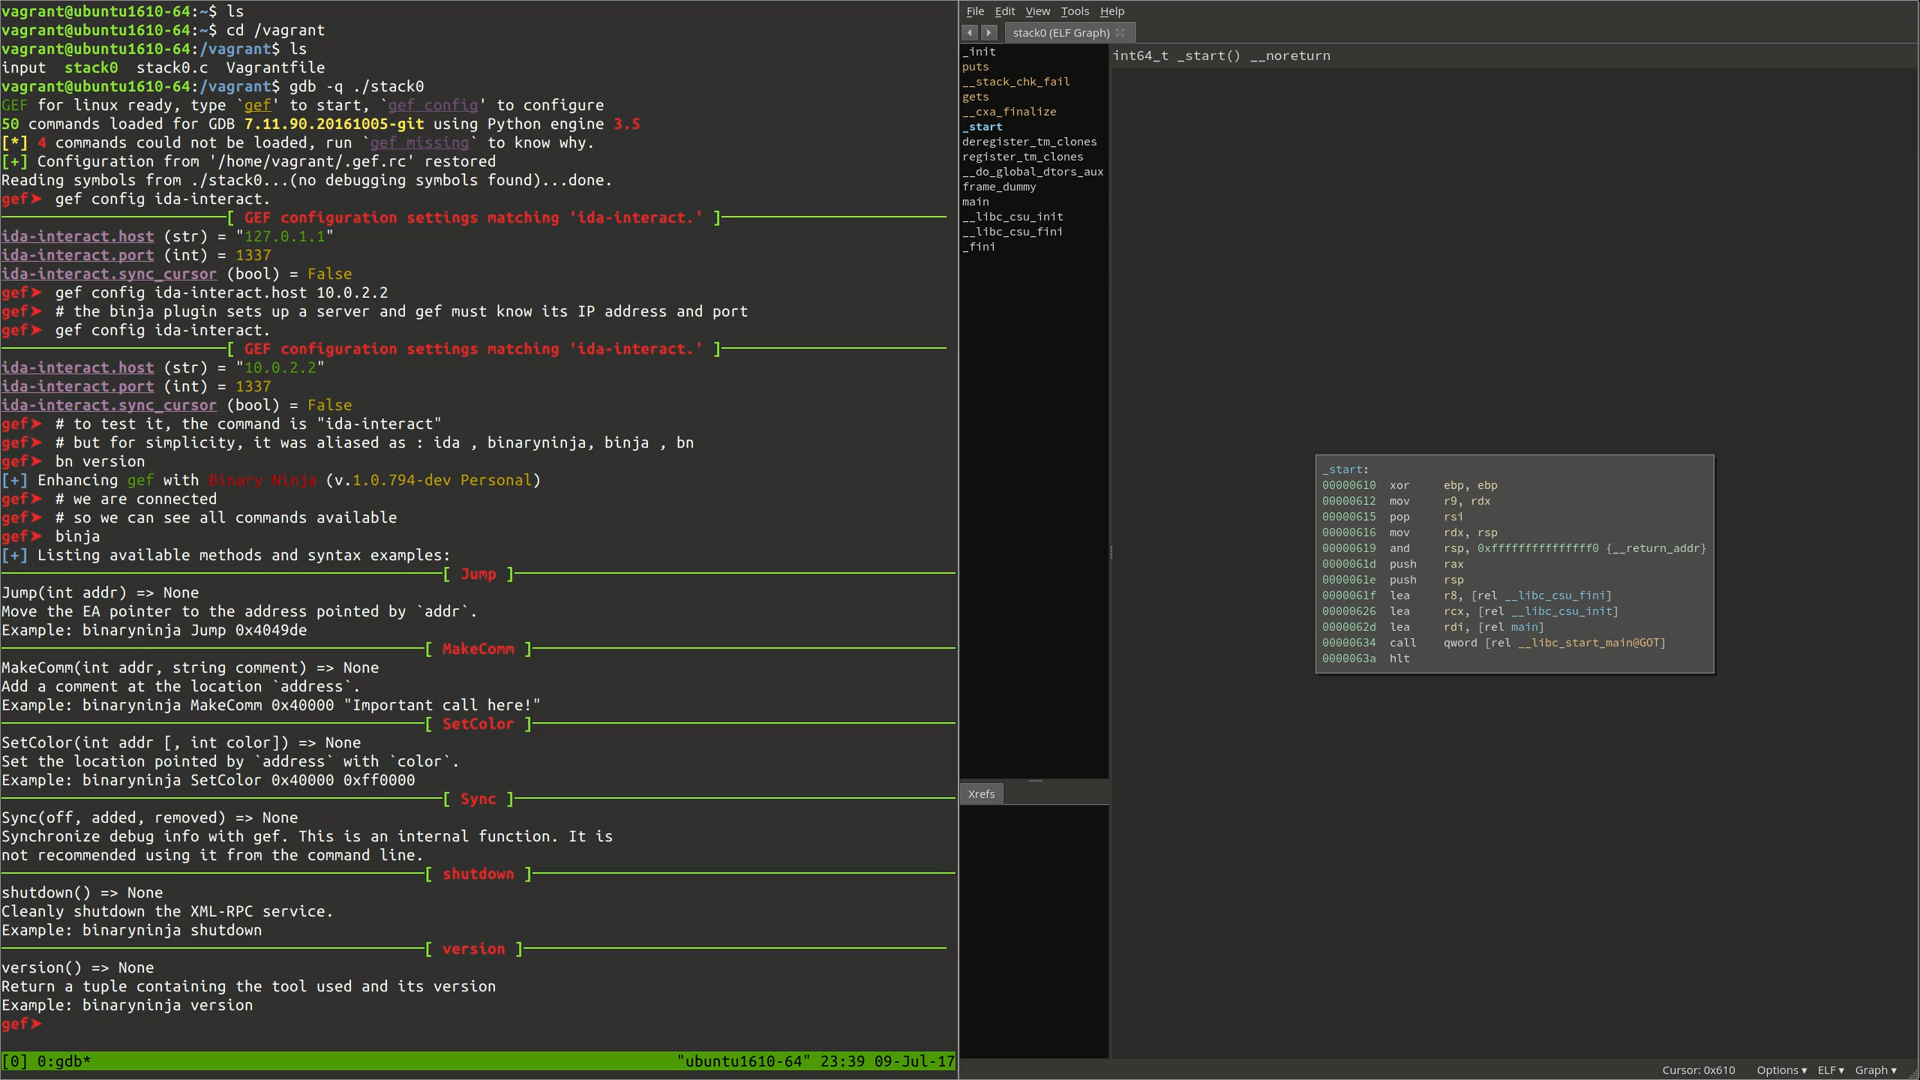 vagrant@ubuntu1610-64:~$ ls
vagrant@ubuntu1610-64:~$ cd /vagrant
vagrant@ubuntu1610-64:/vagrant$ ls
input  stack0  stack0.c  Vagrantfile
vagrant@ubuntu1610-64:/vagrant$ gdb -q ./stack0
GEF for linux ready, type `gef' to start, `gef config' to configure
50 commands loaded for GDB 7.11.90.20161005-git using Python engine 3.5
[*] 4 commands could not be loaded, run `gef missing` to know why.
[+] Configuration from '/home/vagrant/.gef.rc' restored
Reading symbols from ./stack0...(no debugging symbols found)...done.
gef➤  gef config ida-interact.
[ GEF configuration settings matching 'ida-interact.' ]
ida-interact.host (str) = "127.0.1.1"
ida-interact.port (int) = 1337
ida-interact.sync_cursor (bool) = False
gef➤  gef config ida-interact.host 10.0.2.2
gef➤  # the binja plugin sets up a server and gef must know its IP address and port
gef➤  gef config ida-interact.
[ GEF configuration settings matching 'ida-interact.' ]
ida-interact.host (str) = "10.0.2.2"
ida-interact.port (int) = 1337
ida-interact.sync_cursor (bool) = False
gef➤  # to test it, the command is "ida-interact"
gef➤  # but for simplicity, it was aliased as : ida , binaryninja, binja , bn
gef➤  bn version
[+] Enhancing gef with Binary Ninja (v.1.0.794-dev Personal)
gef➤  # we are connected
gef➤  # so we can see all commands available
gef➤  binja
[+] Listing available methods and syntax examples:
[ Jump ]
Jump(int addr) => None
Move the EA pointer to the address pointed by `addr`.
Example: binaryninja Jump 0x4049de
[ MakeComm ]
MakeComm(int addr, string comment) => None
Add a comment at the location `address`.
Example: binaryninja MakeComm 0x40000 "Important call here!"
[ SetColor ]
SetColor(int addr [, int color]) => None
Set the location pointed by `address` with `color`.
Example: binaryninja SetColor 0x40000 0xff0000
[ Sync ]
Sync(off, added, removed) => None
Synchronize debug info with gef. This is an internal function. It is
not recommended using it from the command line.
[ shutdown ]
shutdown() => None
Cleanly shutdown the XML-RPC service.
Example: binaryninja shutdown
[ version ]
version() => None
Return a tuple containing the tool used and its version
Example: binaryninja version
gef➤
[0] 0:gdb*  "ubuntu1610-64" 23:39 09-Jul-17
File  Edit  View  Tools  Help
stack0 (ELF Graph)
_init
puts
__stack_chk_fail
gets
__cxa_finalize
_start
deregister_tm_clones
register_tm_clones
__do_global_dtors_aux
frame_dummy
main
__libc_csu_init
__libc_csu_fini
_fini
Xrefs
int64_t _start() __noreturn
_start:
00000610  xor     ebp, ebp
00000612  mov     r9, rdx
00000615  pop     rsi
00000616  mov     rdx, rsp
00000619  and     rsp, 0xfffffffffffffff0 {__return_addr}
0000061d  push    rax
0000061e  push    rsp
0000061f  lea     r8, [rel __libc_csu_fini]
00000626  lea     rcx, [rel __libc_csu_init]
0000062d  lea     rdi, [rel main]
00000634  call    qword [rel __libc_start_main@GOT]
0000063a  hlt
Cursor: 0x610  Options ▾  ELF ▾  Graph ▾